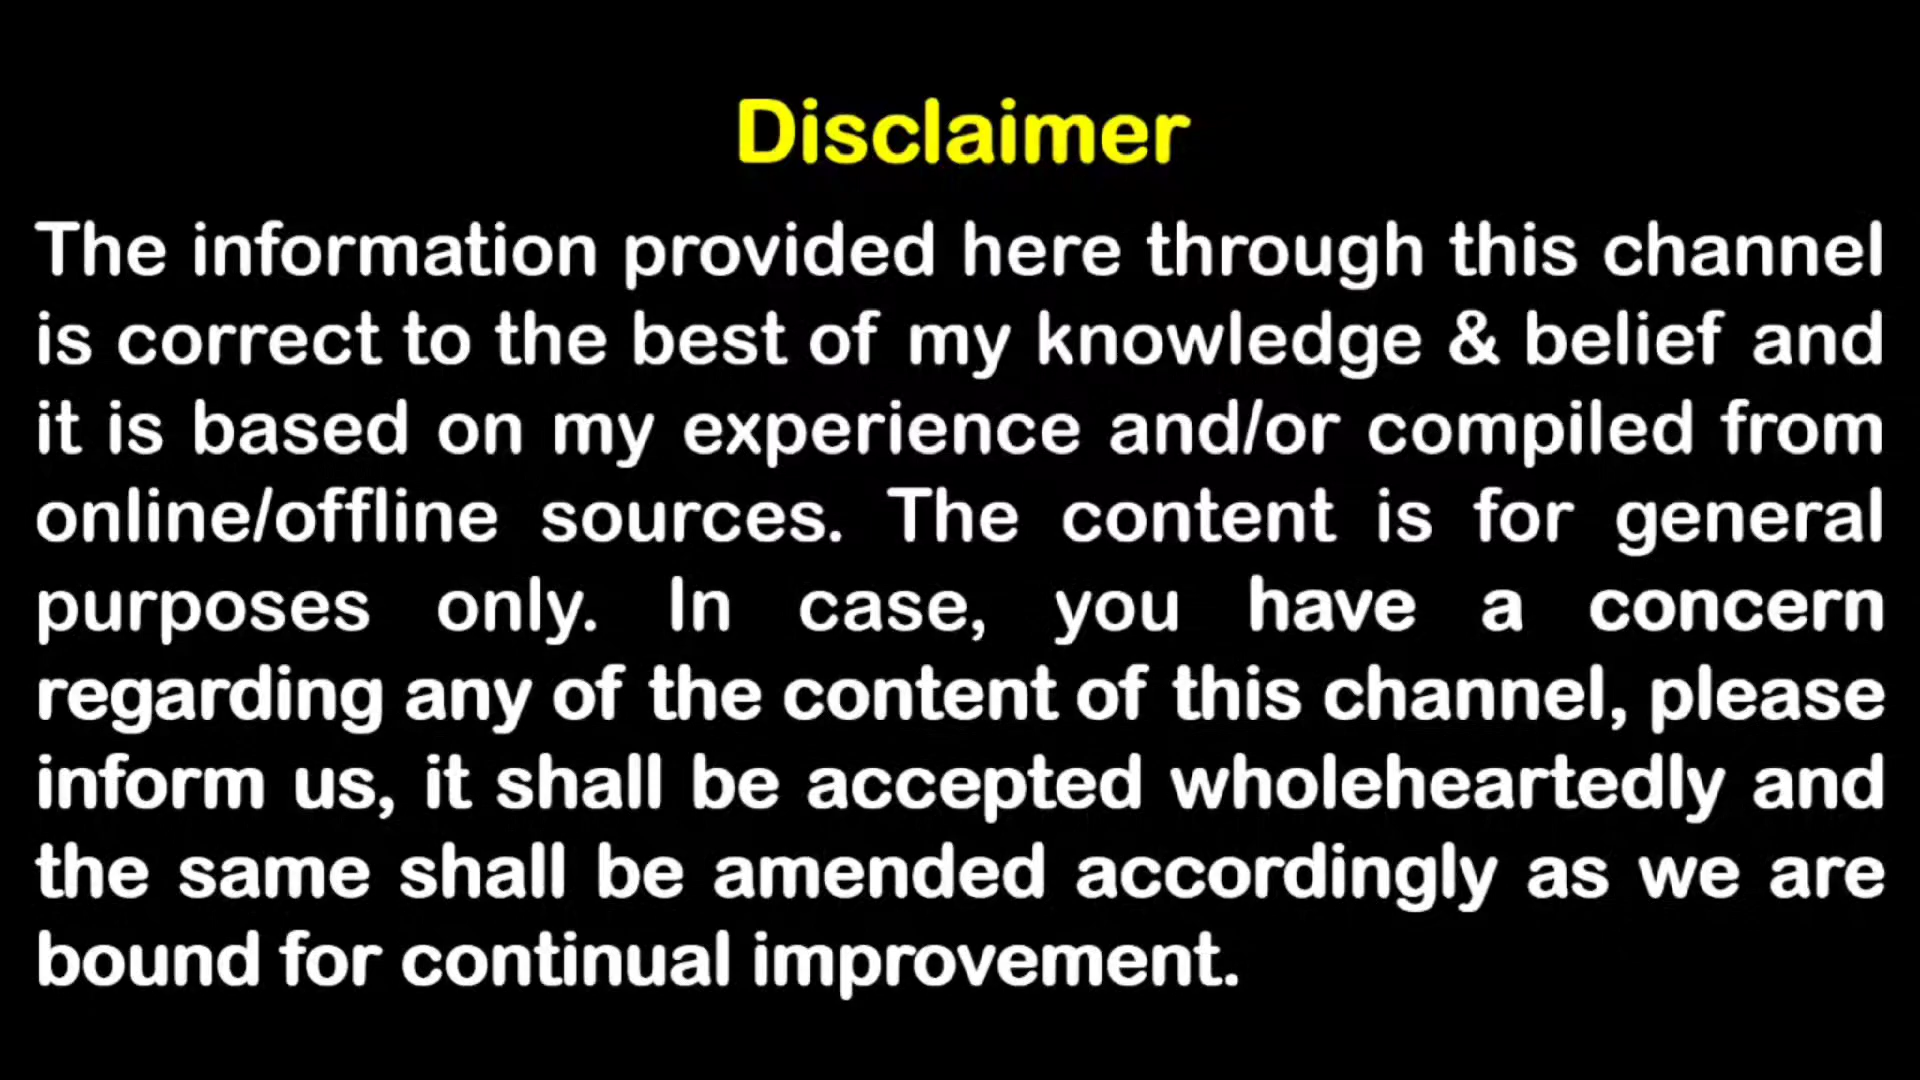 Disclaimer
The information provided here through this channel
is correct to the best of my knowledge & belief and
it is based on my experience and/or compiled from
online/offline sources. The content is for general
purposes only. In case, you have a concern
regarding any of the content of this channel, please
inform us, it shall be accepted wholeheartedly and
the same shall be amended accordingly as we are
bound for continual improvement.